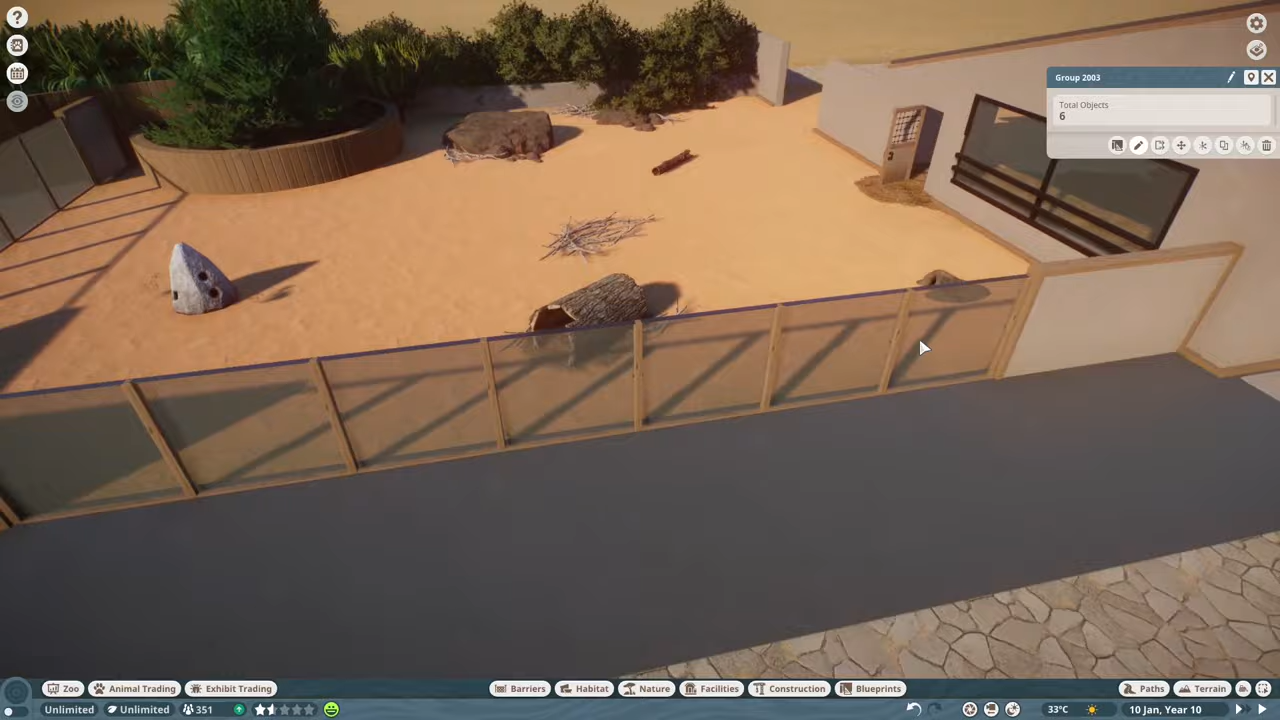 Group 2003
Total Objects
6
3
Zoo
Animal Trading
Exhibit Trading
Barriers
Habitat
Nature
Facilities
Construction
Blueprints
Paths
Terrain
Unlimited
Unlimited
351
33°C
10 Jan, Year 10